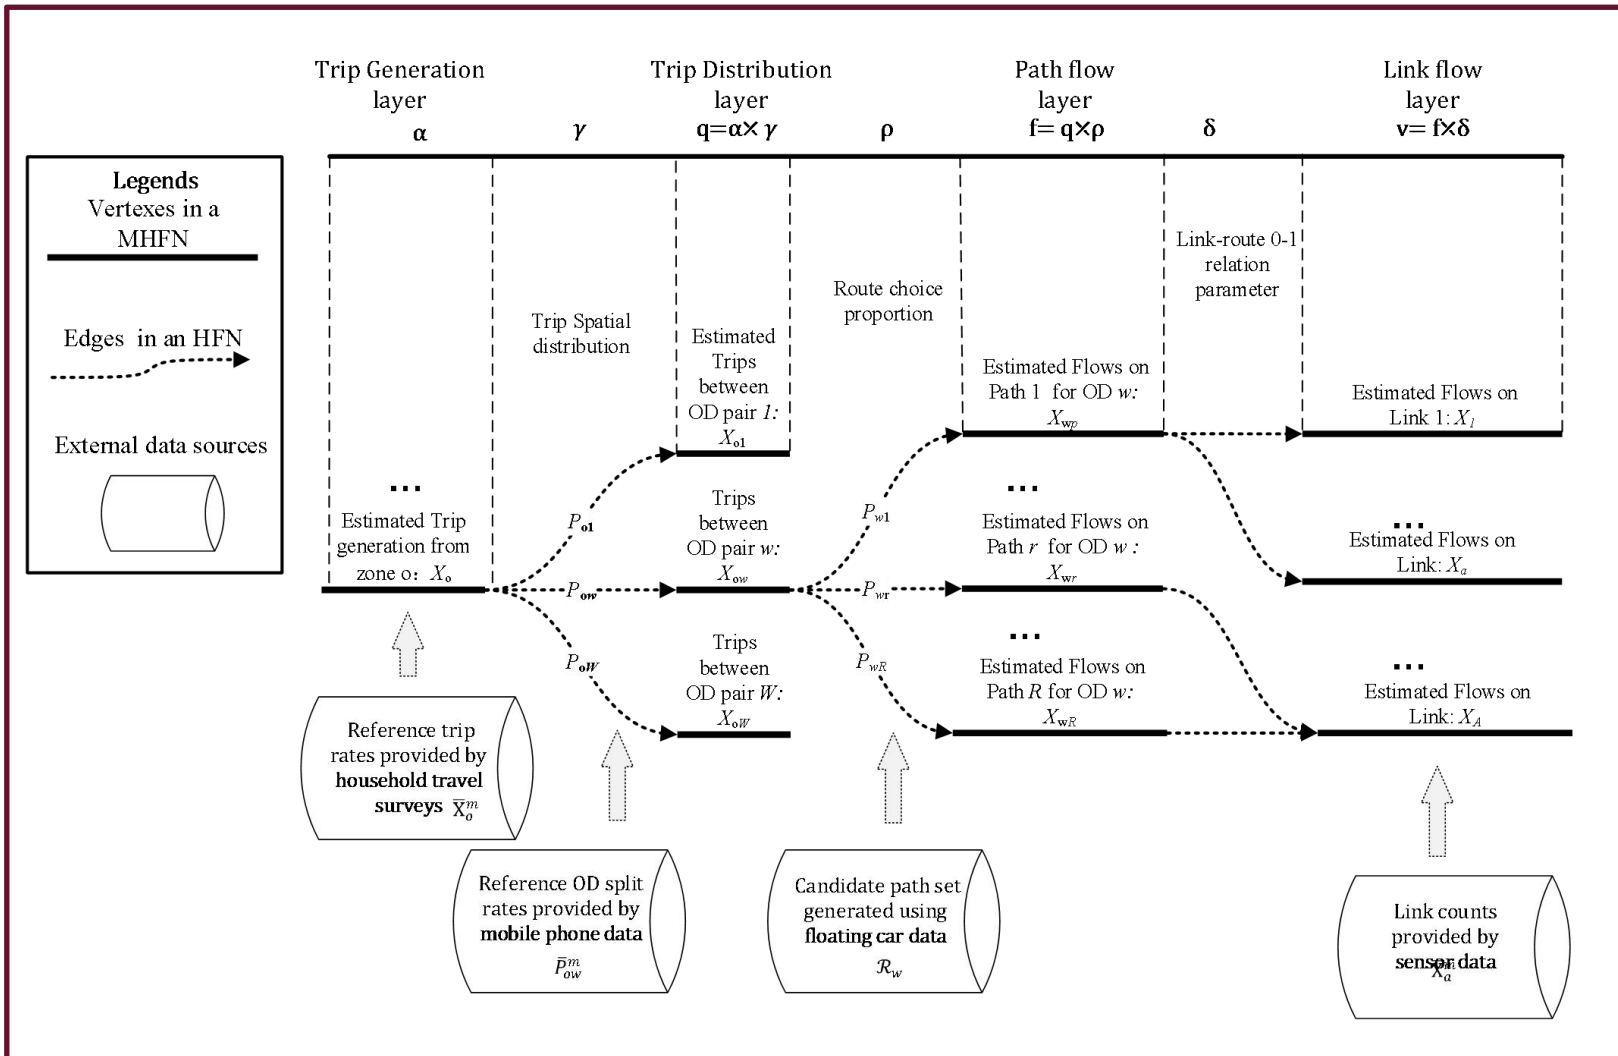 Trip Generation
layer
α
γ
Trip Distribution
layer
q=α× γ
ρ
Path flow
layer
f= q×ρ
δ
Link flow
layer
v= f×δ
Legends
Vertexes in a
MHFN
Edges in an HFN
External data sources
...
Estimated Trip
generation from
zone o: Xo
Trip Spatial
distribution
Po1
Pow
PoW
Estimated
Trips
between
OD pair 1:
Xo1
Trips
between
OD pair w:
Xow
Trips
between
OD pair W:
XoW
Route choice
proportion
Pw1
Pwr
PwR
Estimated Flows on
Path 1 for OD w:
Xwp
...
Estimated Flows on
Path r for OD w:
Xwr
...
Estimated Flows on
Path R for OD w:
XwR
Link-route 0-1
relation
parameter
Estimated Flows on
Link 1: Xl
...
Estimated Flows on
Link: Xa
...
Estimated Flows on
Link: XA
Reference trip
rates provided by
household travel
surveys X̄ₒᵐ
Reference OD split
rates provided by
mobile phone data
P̄ₒwᵐ
Candidate path set
generated using
floating car data
ℛw
Link counts
provided by
sensor data
X̄ₐᵐ